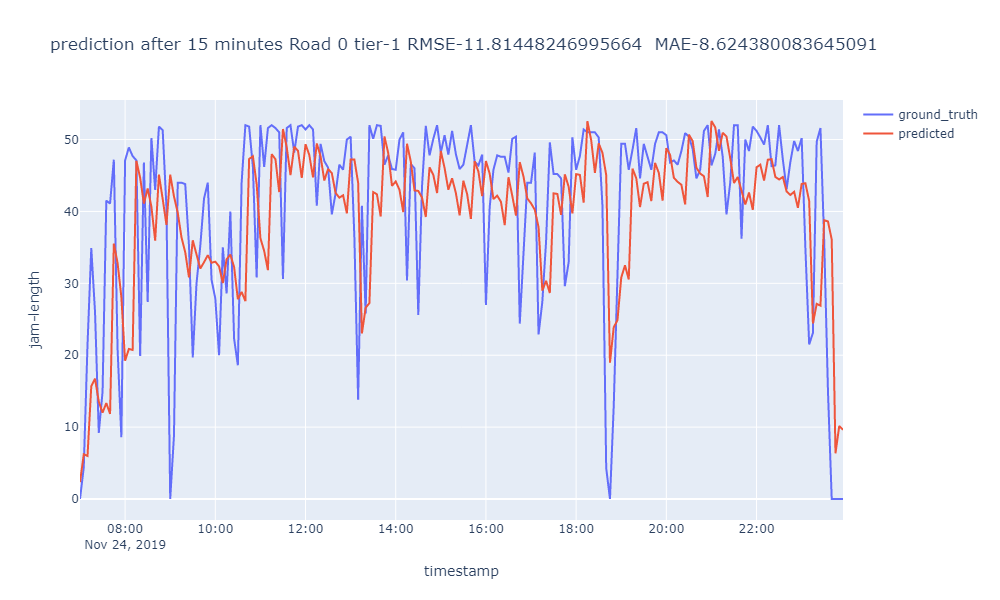 prediction after 15 minutes Road 0 tier-1 RMSE-11.81448246995664  MAE-8.624380083645091
ground_truth
predicted
jam-length
50
40
30
20
10
0
08:00 10:00 12:00 14:00 16:00 18:00 20:00 22:00
Nov 24, 2019
timestamp